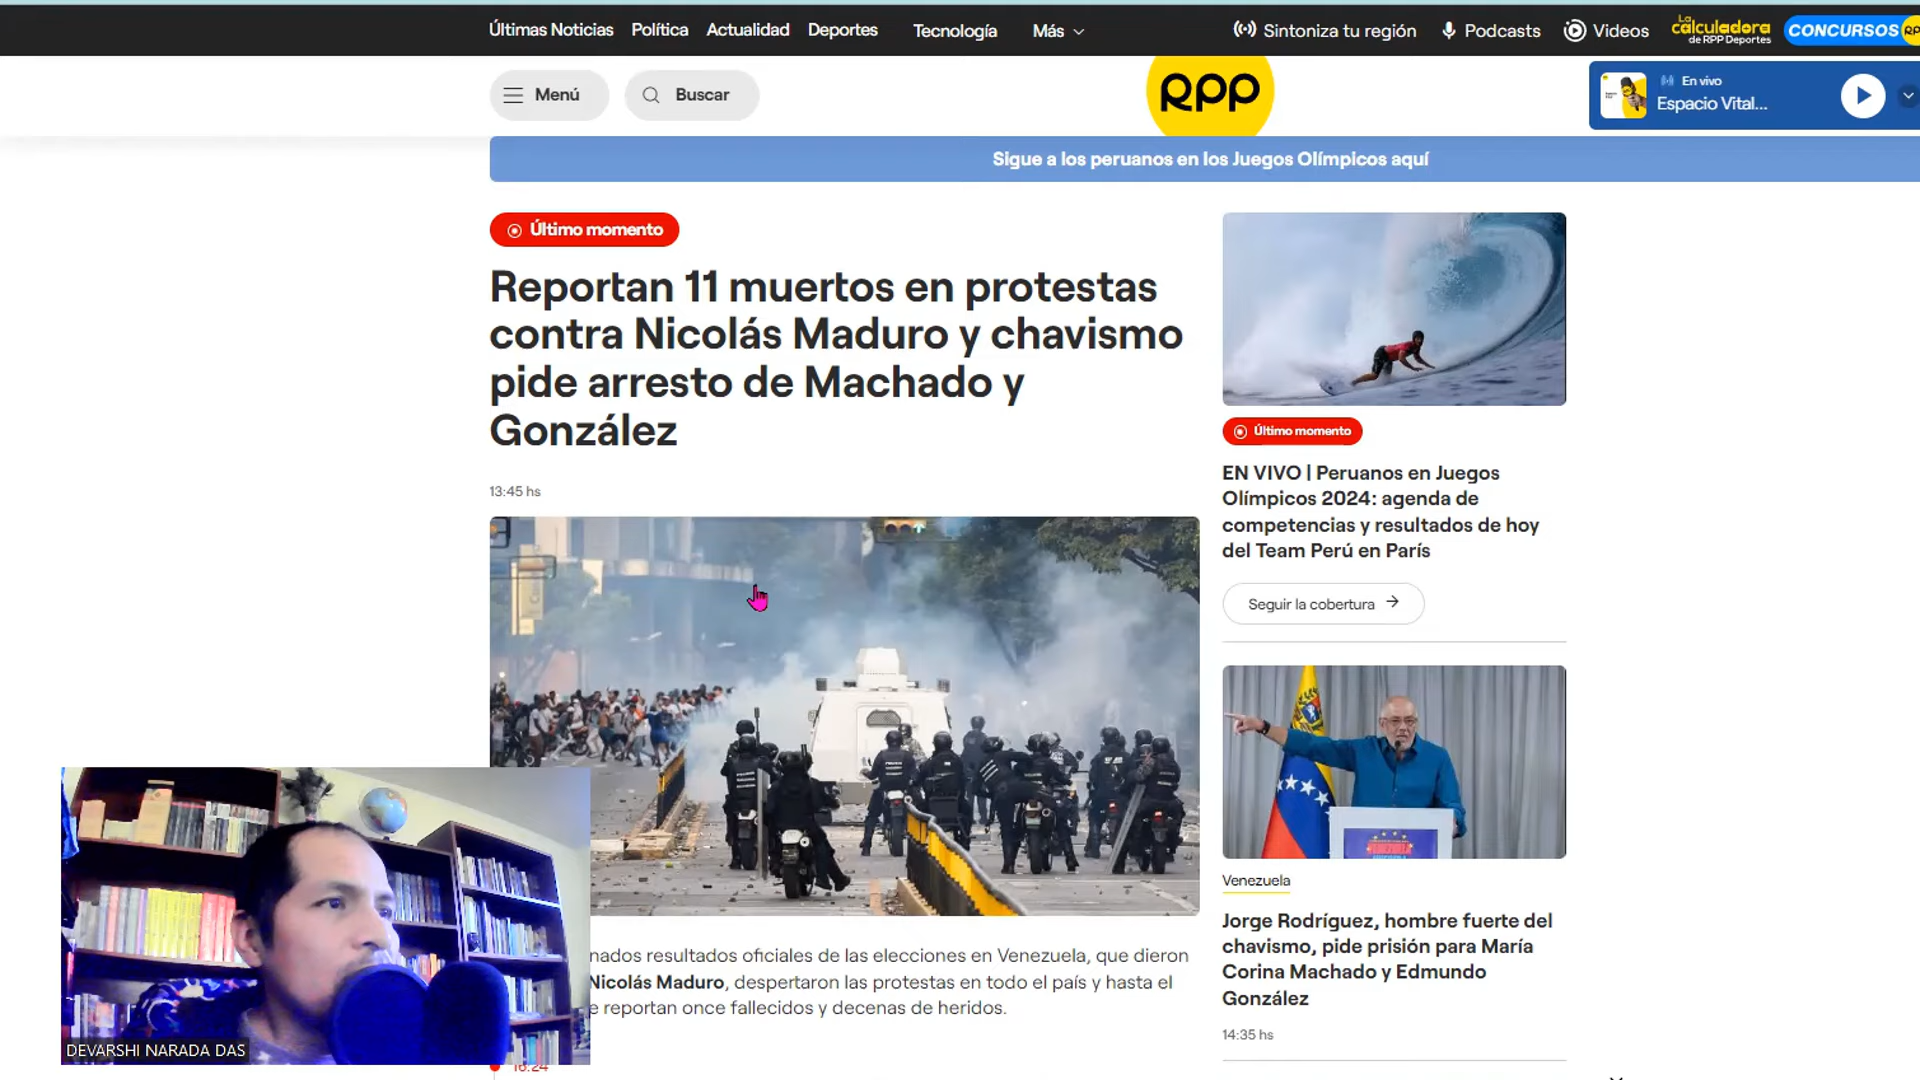 Últimas Noticias Política Actualidad Deportes Tecnología Más Sintoniza tu región Podcasts Videos La calculadora de RPP Deportes CONCURSOS
Menú Buscar
RPP
En vivo
Espacio Vital...
Sigue a los peruanos en los Juegos Olímpicos aquí
Último momento
Reportan 11 muertos en protestas
contra Nicolás Maduro y chavismo
pide arresto de Machado y
González
13:45 hs
nados resultados oficiales de las elecciones en Venezuela, que dieron
Nicolás Maduro, despertaron las protestas en todo el país y hasta el
e reportan once fallecidos y decenas de heridos.
16:24
Último momento
EN VIVO | Peruanos en Juegos
Olímpicos 2024: agenda de
competencias y resultados de hoy
del Team Perú en París
Seguir la cobertura
Venezuela
Jorge Rodríguez, hombre fuerte del
chavismo, pide prisión para María
Corina Machado y Edmundo
González
14:35 hs
DEVARSHI NARADA DAS